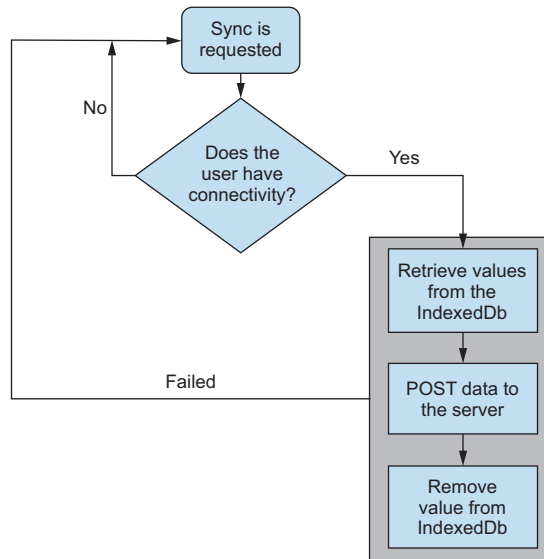 Sync is
requested
No
Does the
user have
connectivity?
Yes
Retrieve values
from the
IndexedDb
Failed
POST data to
the server
Remove
value from
IndexedDb